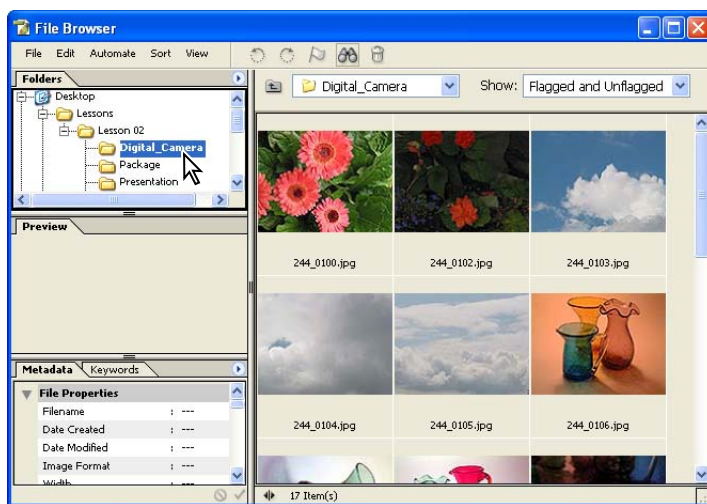 File Browser
File Edit Automate Sort View
Folders
Desktop
Lessons
Lesson 02
Digital_Camera
Package
Presentation
Preview
Metadata Keywords
File Properties
Filename : ---
Date Created : ---
Date Modified : ---
Image Format : ---
Width : ---
Digital_Camera Show: Flagged and Unflagged
244_0100.jpg 244_0102.jpg 244_0103.jpg
244_0104.jpg 244_0105.jpg 244_0106.jpg
17 Item(s)